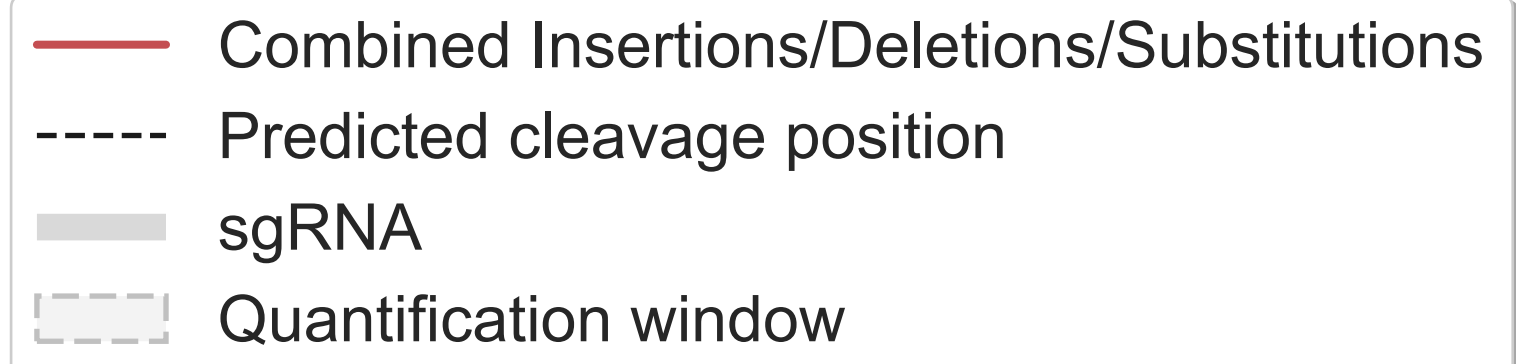 Combined Insertions/Deletions/Substitutions
Predicted cleavage position
sgRNA
Quantification window